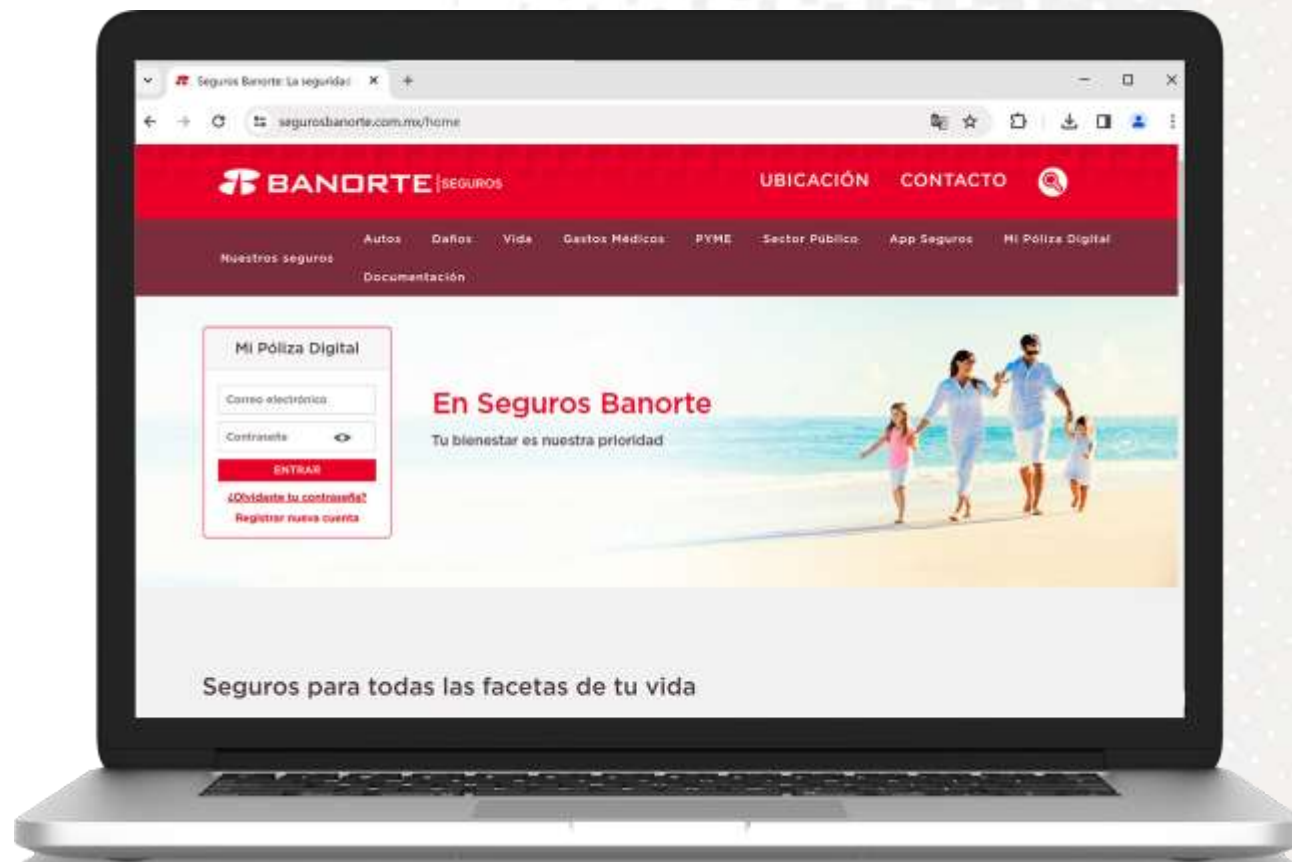 Seguros Banorte: La seguridad
segurosbanorte.com.mx/home
BANORTE | SEGUROS
UBICACIÓN CONTACTO
Nuestros seguros
Autos Daños Vida Gastos Médicos PYME Sector Público App Seguros Mi Póliza Digital
Documentación
Mi Póliza Digital
Correo electrónico
Contraseña
ENTRAR
¿Olvidaste tu contraseña?
Registrar nueva cuenta
En Seguros Banorte
Tu bienestar es nuestra prioridad
Seguros para todas las facetas de tu vida